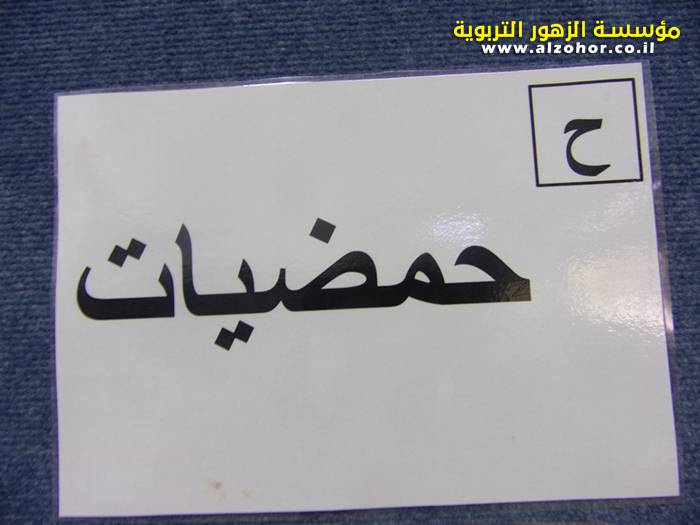 مؤسسة الزهور التربوية
www.alzohor.co.il
ح
حمضيات